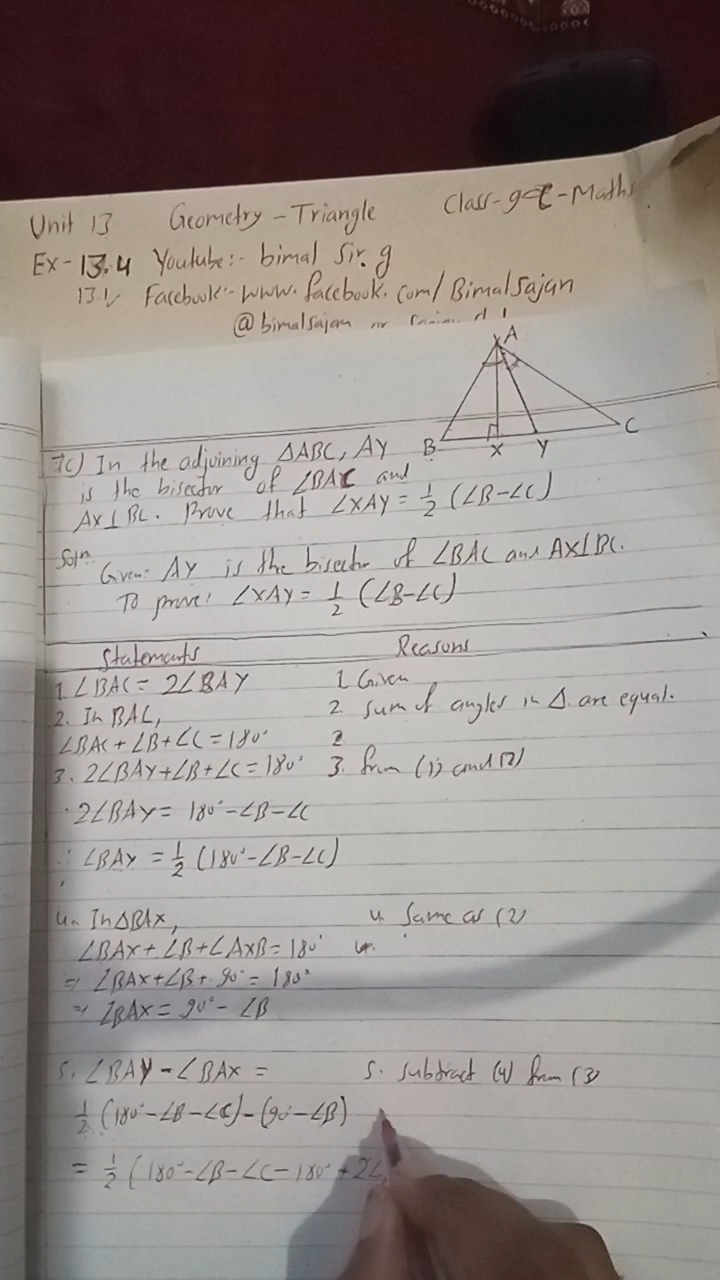 Unit 13 Geometry - Triangle Class-9 - Maths
Ex-13.4 Youtube:- bimal Sir.g
13.1 Facebook:- www.facebook.com/BimalSajan
@bimalsajan or
A
B X Y C
7c) In the adjoining ΔABC, AY
is the bisector of ∠BAC and
AX⊥BC. Prove that ∠XAY = 1/2 (∠B-∠C)
Soln
Given: AY is the bisector of ∠BAC and AX⊥BC.
To prove: ∠XAY = 1/2 (∠B-∠C)
Statements Reasons
1. ∠BAC = 2∠BAY 1. Given
2. In BAC, 2. Sum of angles in Δ are equal.
∠BAC + ∠B + ∠C = 180° 2.
3. 2∠BAY + ∠B + ∠C = 180° 3. from (1) and (2)
2∠BAY = 180° - ∠B - ∠C
∴ ∠BAY = 1/2 (180° - ∠B - ∠C)
4. In ΔBAX, 4. Same as (2)
∠BAX + ∠B + ∠AXB = 180° 4.
⇒ ∠BAX + ∠B + 90° = 180°
⇒ ∠BAX = 90° - ∠B
5. ∠BAY - ∠BAX = 5. subtract (4) from (3)
1/2 (180° - ∠B - ∠C) - (90° - ∠B)
= 1/2 (180° - ∠B - ∠C - 180° + 2∠